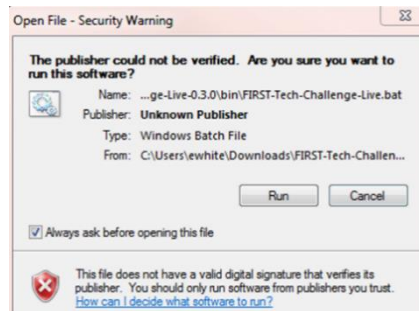 Open File - Security Warning
The publisher could not be verified. Are you sure you want to
run this software?
Name: ...ge-Live-0.3.0\bin\FIRST-Tech-Challenge-Live.bat
Publisher: Unknown Publisher
Type: Windows Batch File
From: C:\Users\ewhite\Downloads\FIRST-Tech-Challen...
Run Cancel
Always ask before opening this file
This file does not have a valid digital signature that verifies its
publisher. You should only run software from publishers you trust.
How can I decide what software to run?